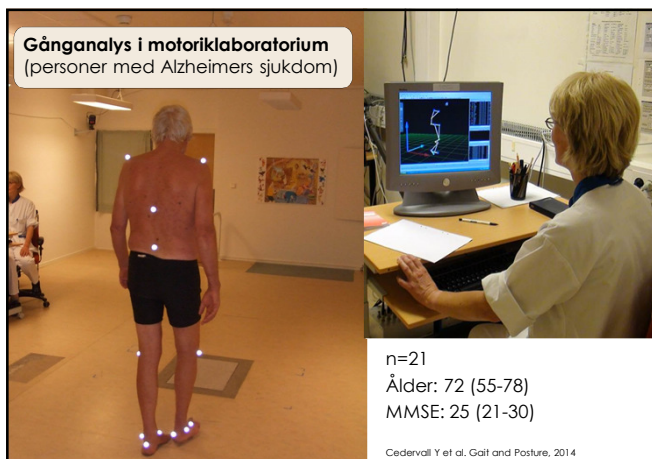 Gånganalys i motoriklaboratorium
(personer med Alzheimers sjukdom)
n=21
Ålder: 72 (55-78)
MMSE: 25 (21-30)
Cedervall Y et al. Gait and Posture, 2014